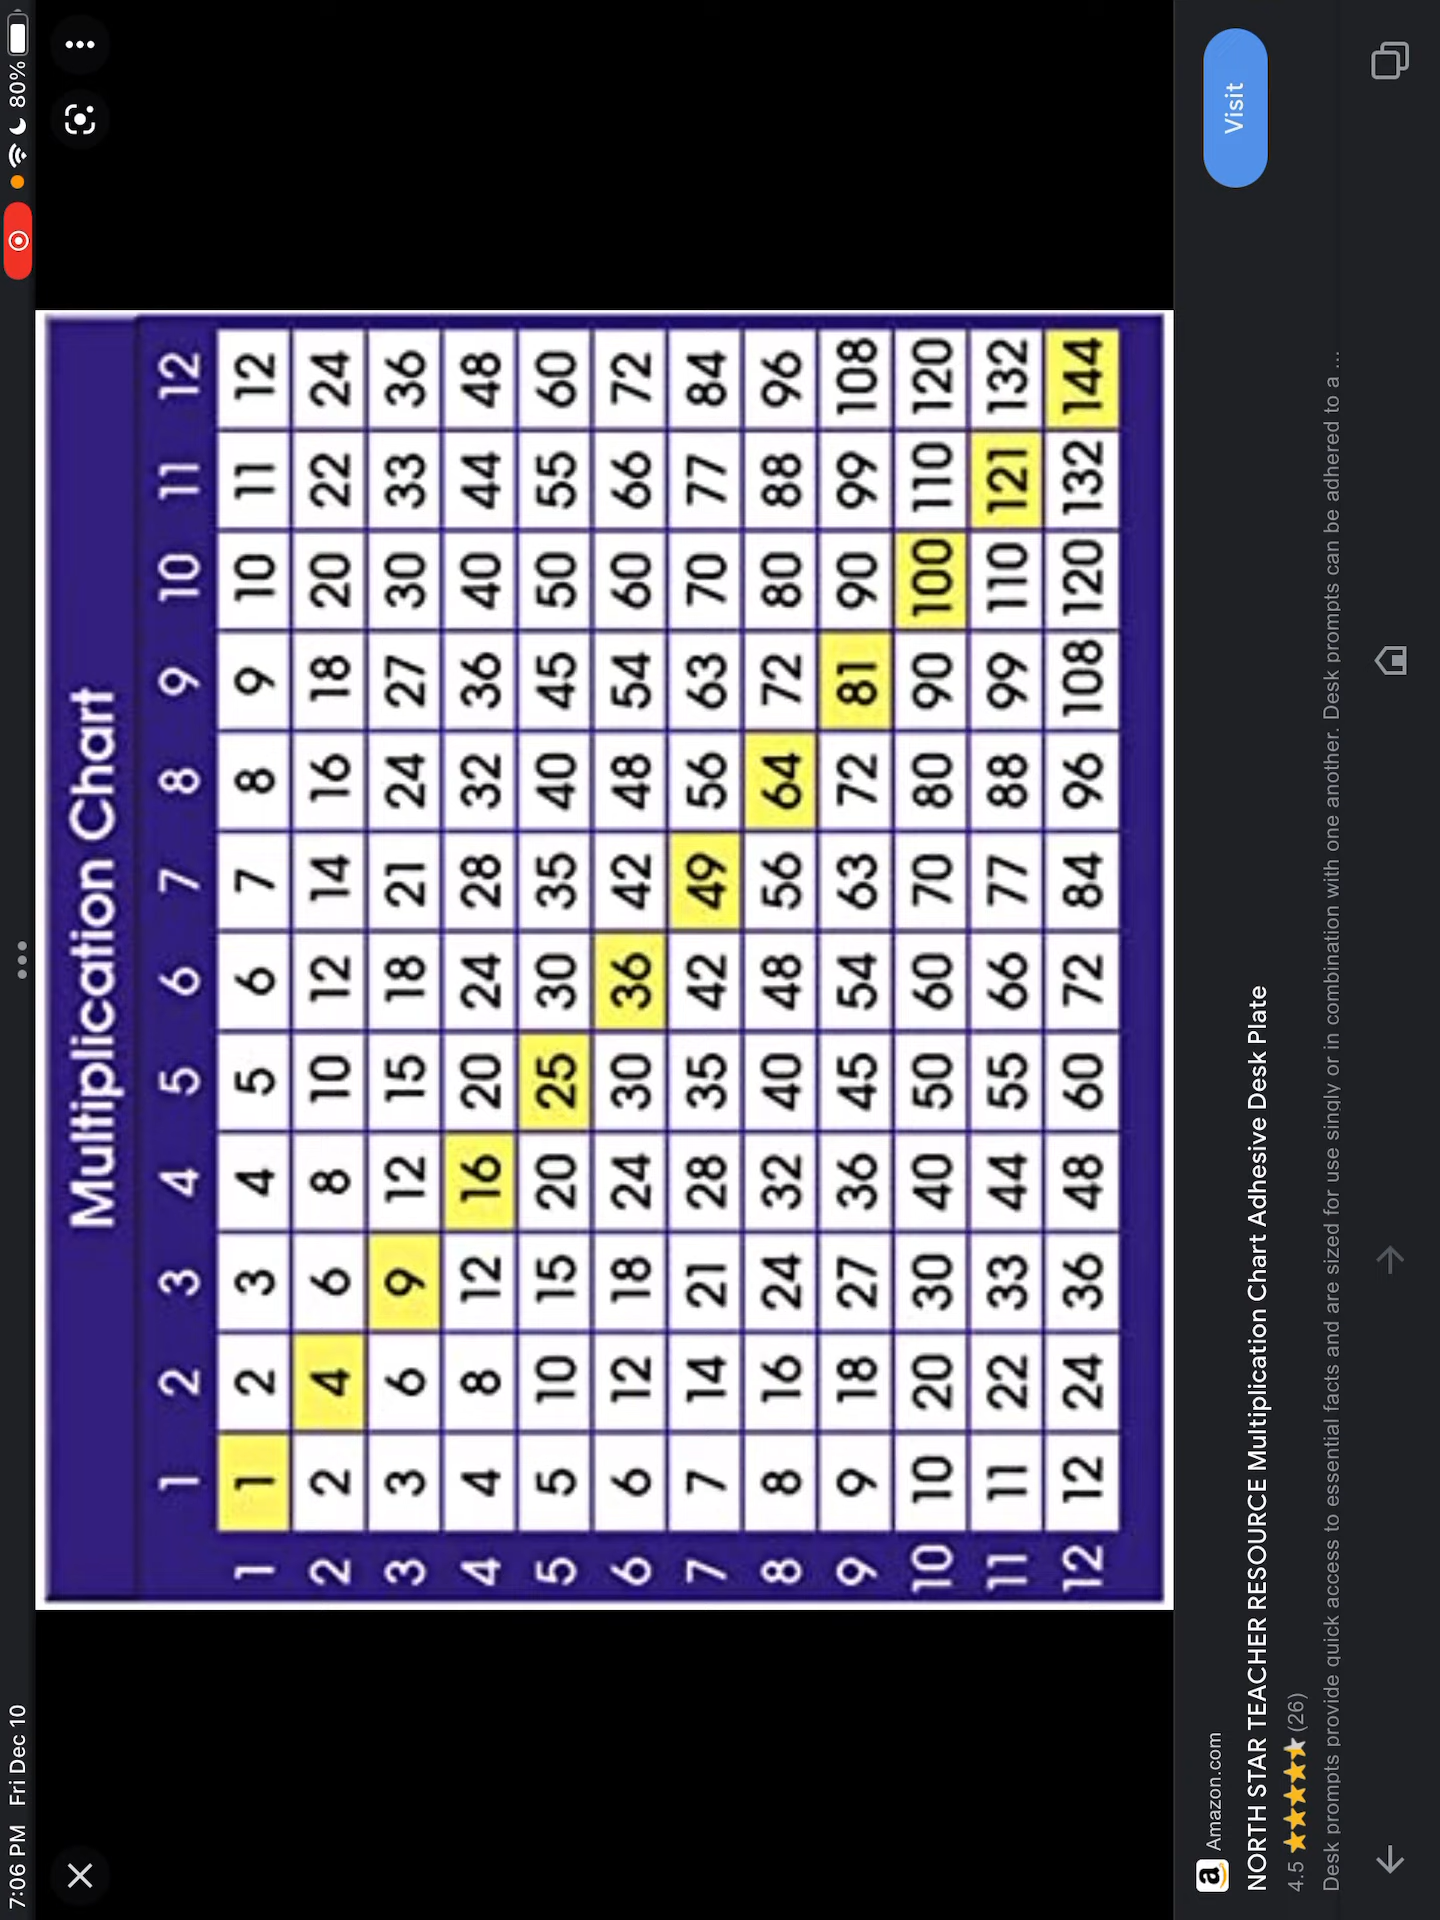 7:06 PM Fri Dec 10
80%
Multiplication Chart
1 2 3 4 5 6 7 8 9 10 11 12
1 1 2 3 4 5 6 7 8 9 10 11 12
2 2 4 6 8 10 12 14 16 18 20 22 24
3 3 6 9 12 15 18 21 24 27 30 33 36
4 4 8 12 16 20 24 28 32 36 40 44 48
5 5 10 15 20 25 30 35 40 45 50 55 60
6 6 12 18 24 30 36 42 48 54 60 66 72
7 7 14 21 28 35 42 49 56 63 70 77 84
8 8 16 24 32 40 48 56 64 72 80 88 96
9 9 18 27 36 45 54 63 72 81 90 99 108
10 10 20 30 40 50 60 70 80 90 100 110 120
11 11 22 33 44 55 66 77 88 99 110 121 132
12 12 24 36 48 60 72 84 96 108 120 132 144
a Amazon.com
Visit
NORTH STAR TEACHER RESOURCE Multiplication Chart Adhesive Desk Plate
4.5 ★★★★★ (26)
Desk prompts provide quick access to essential facts and are sized for use singly or in combination with one another. Desk prompts can be adhered to a ...